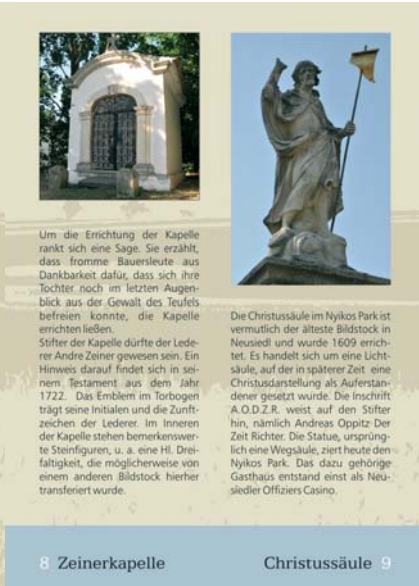 Um die Errichtung der Kapelle
rankt sich eine Sage. Sie erzählt,
dass fromme Bauersleute aus
Dankbarkeit dafür, dass sich ihre
Tochter noch im letzten Augen-
blick aus der Gewalt des Teufels
befreien konnte, die Kapelle
errichten ließen.
Stifter der Kapelle dürfte der Lede-
rer Andre Zeiner gewesen sein. Ein
Hinweis darauf findet sich in sei-
nem Testament aus dem Jahr
1722. Das Emblem im Torbogen
trägt seine Initialen und die Zunft-
zeichen der Lederer. Im Inneren
der Kapelle stehen bemerkenswer-
te Steinfiguren, u. a. eine Hl. Drei-
faltigkeit, die möglicherweise von
einem anderen Bildstock hierher
transferiert wurde.
8 Zeinerkapelle
Die Christussäule im Nyikos Park ist
vermutlich der älteste Bildstock in
Neusiedl und wurde 1609 errich-
tet. Es handelt sich um eine Licht-
säule, auf der in späterer Zeit eine
Christusdarstellung als Auferstan-
dener gesetzt wurde. Die Inschrift
A.O.D.Z.R. weist auf den Stifter
hin, nämlich Andreas Oppitz Der
Zeit Richter. Die Statue, ursprüng-
lich eine Wegsäule, ziert heute den
Nyikos Park. Das dazu gehörige
Gasthaus entstand einst als Neu-
siedler Offiziers Casino.
Christussäule 9